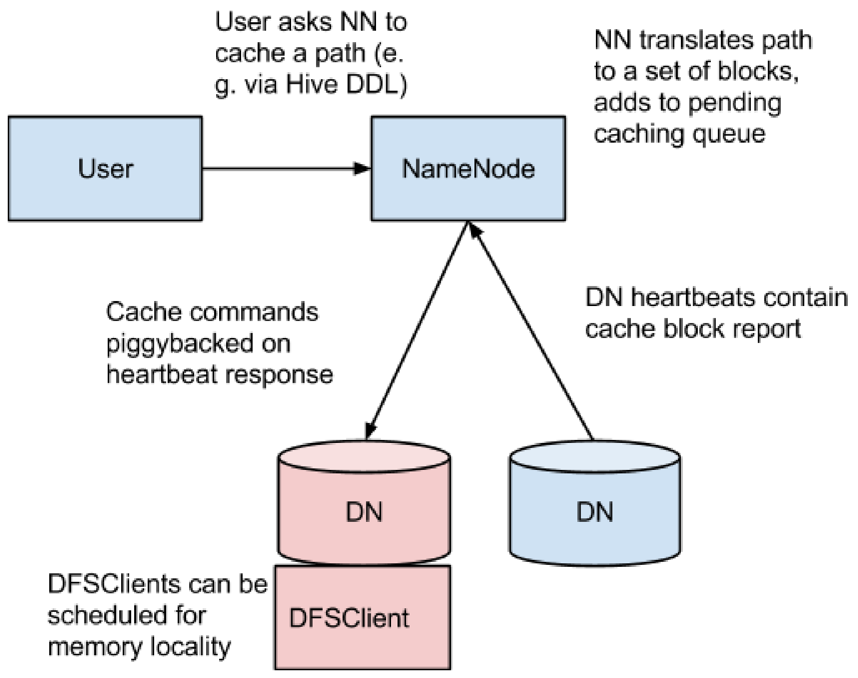 User asks NN to
cache a path (e.
g. via Hive DDL)
NN translates path
to a set of blocks,
adds to pending
caching queue
User
NameNode
Cache commands
piggybacked on
heartbeat response
DN heartbeats contain
cache block report
DN
DN
DFSClients can be
scheduled for
memory locality
DFSClient